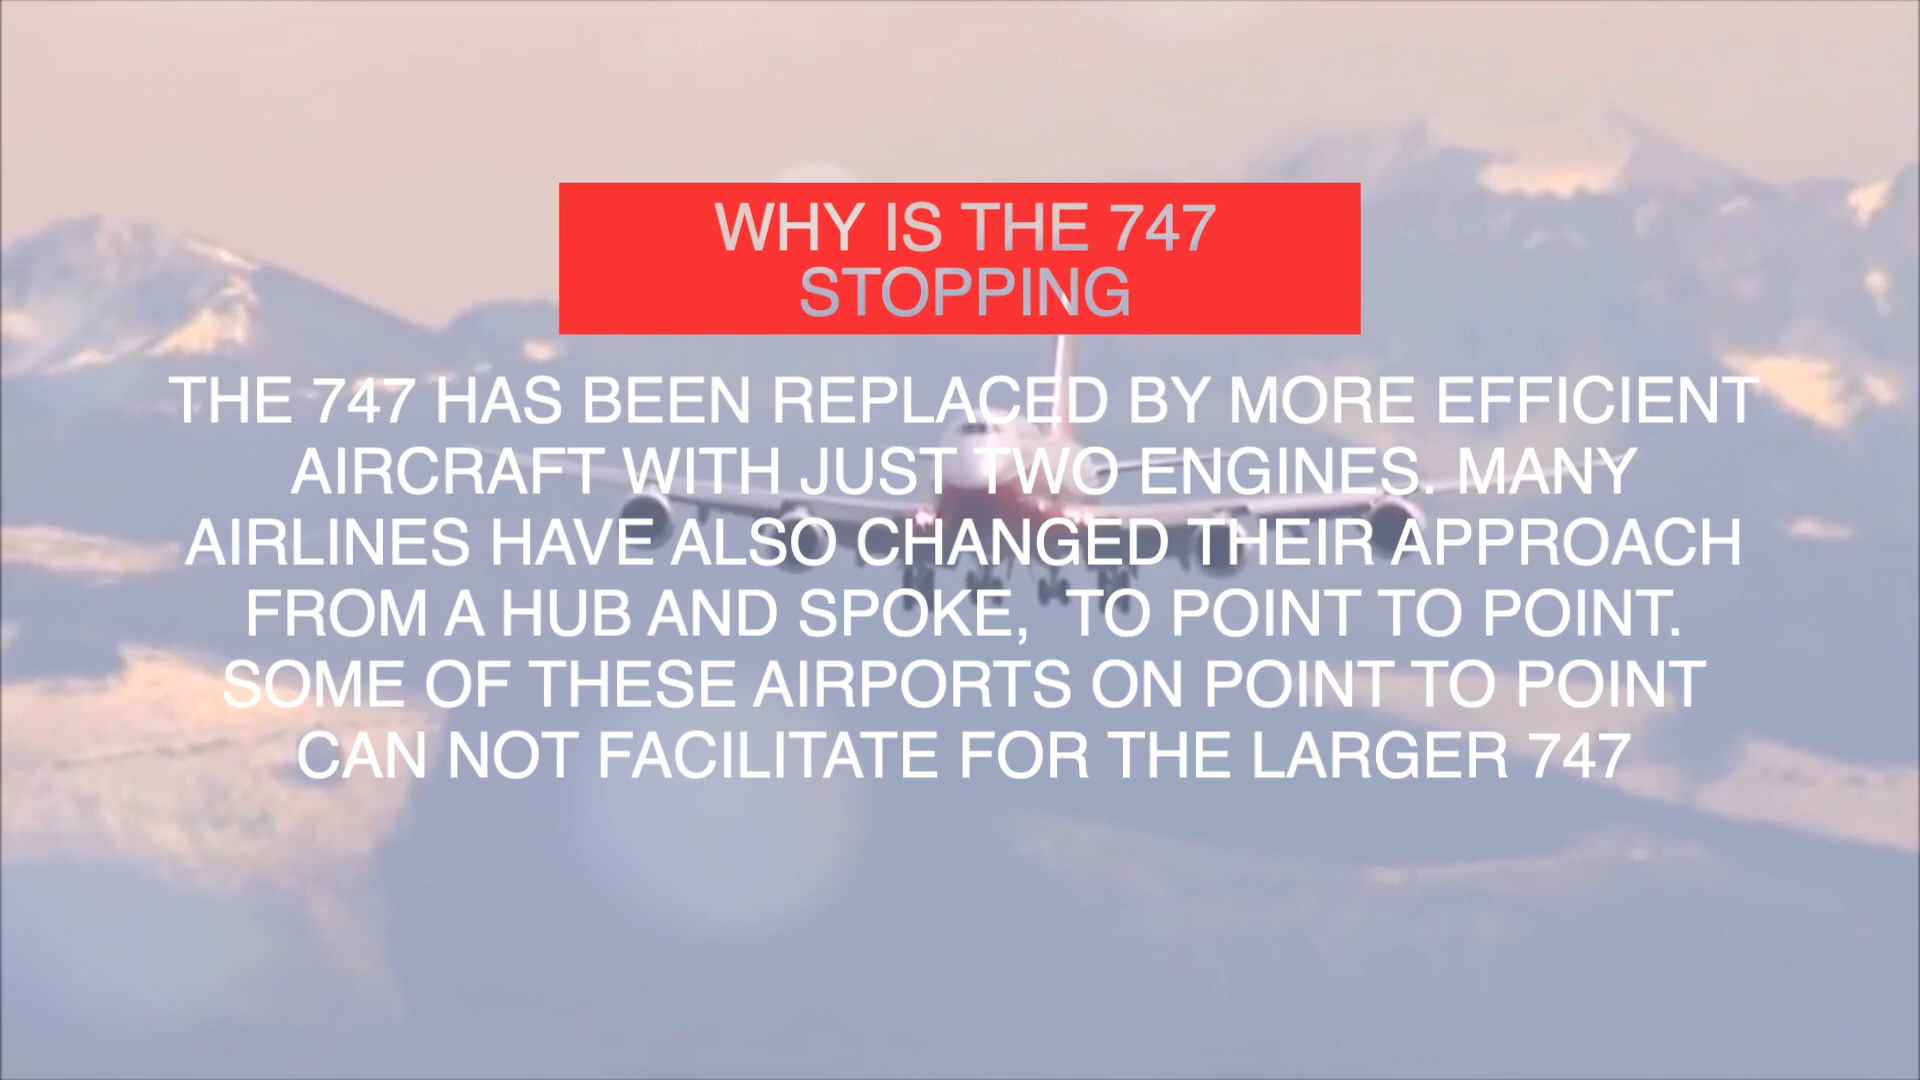 WHY IS THE 747
STOPPING
THE 747 HAS BEEN REPLACED BY MORE EFFICIENT
AIRCRAFT WITH JUST TWO ENGINES. MANY
AIRLINES HAVE ALSO CHANGED THEIR APPROACH
FROM A HUB AND SPOKE,  TO POINT TO POINT.
SOME OF THESE AIRPORTS ON POINT TO POINT
CAN NOT FACILITATE FOR THE LARGER 747